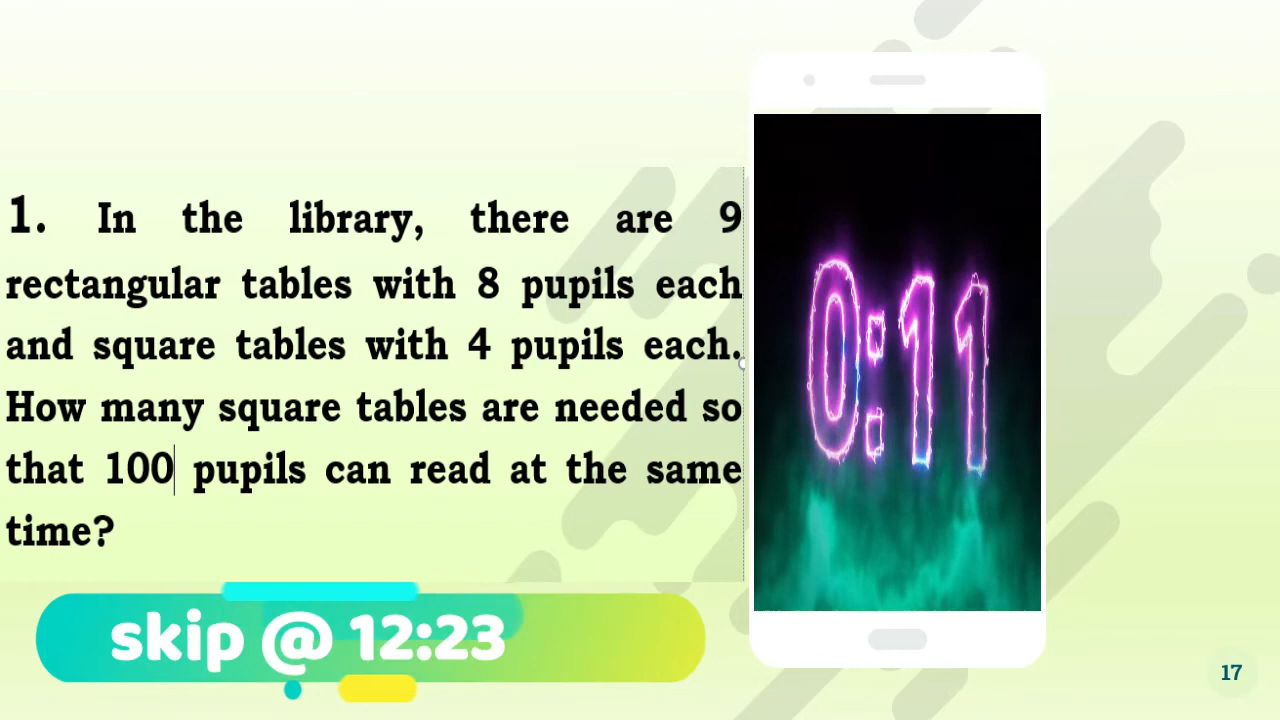 1. In the library, there are 9
rectangular tables with 8 pupils each
and square tables with 4 pupils each.
How many square tables are needed so
that 100 pupils can read at the same
time?
0:11
skip @ 12:23
17